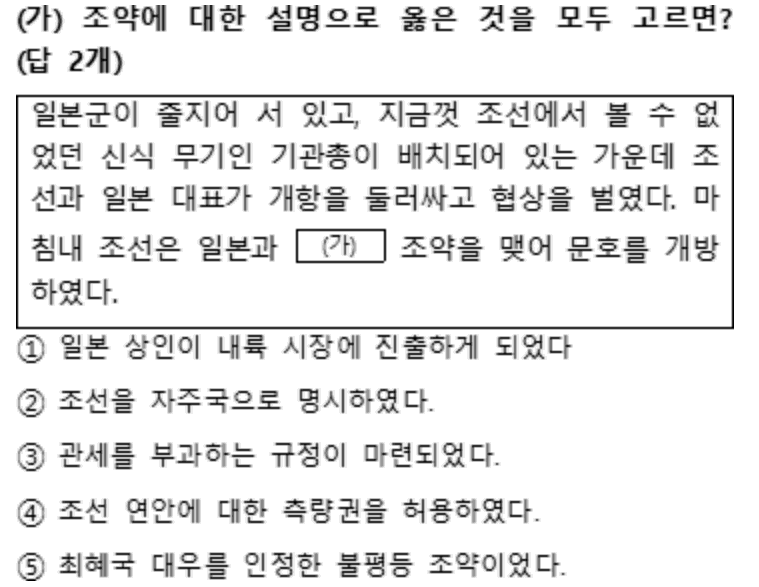 (가) 조약에 대한 설명으로 옳은 것을 모두 고르면?
(답 2개)
일본군이 줄지어 서 있고, 지금껏 조선에서 볼 수 없
었던 신식 무기인 기관총이 배치되어 있는 가운데 조
선과 일본 대표가 개항을 둘러싸고 협상을 벌였다. 마
침내 조선은 일본과 (가) 조약을 맺어 문호를 개방
하였다.
① 일본 상인이 내륙 시장에 진출하게 되었다
② 조선을 자주국으로 명시하였다.
③ 관세를 부과하는 규정이 마련되었다.
④ 조선 연안에 대한 측량권을 허용하였다.
⑤ 최혜국 대우를 인정한 불평등 조약이었다.